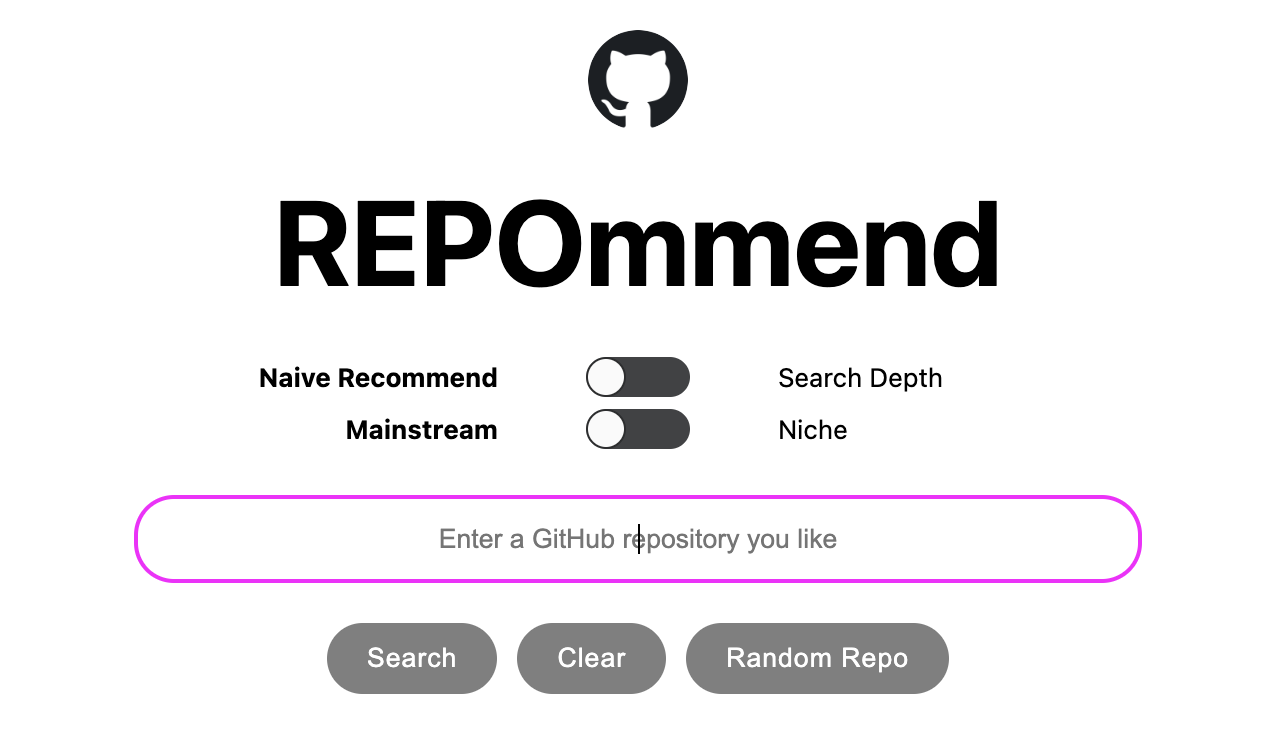 REPOmmend
Naive Recommend Search Depth
Mainstream Niche
Enter a GitHub repository you like
Search Clear Random Repo